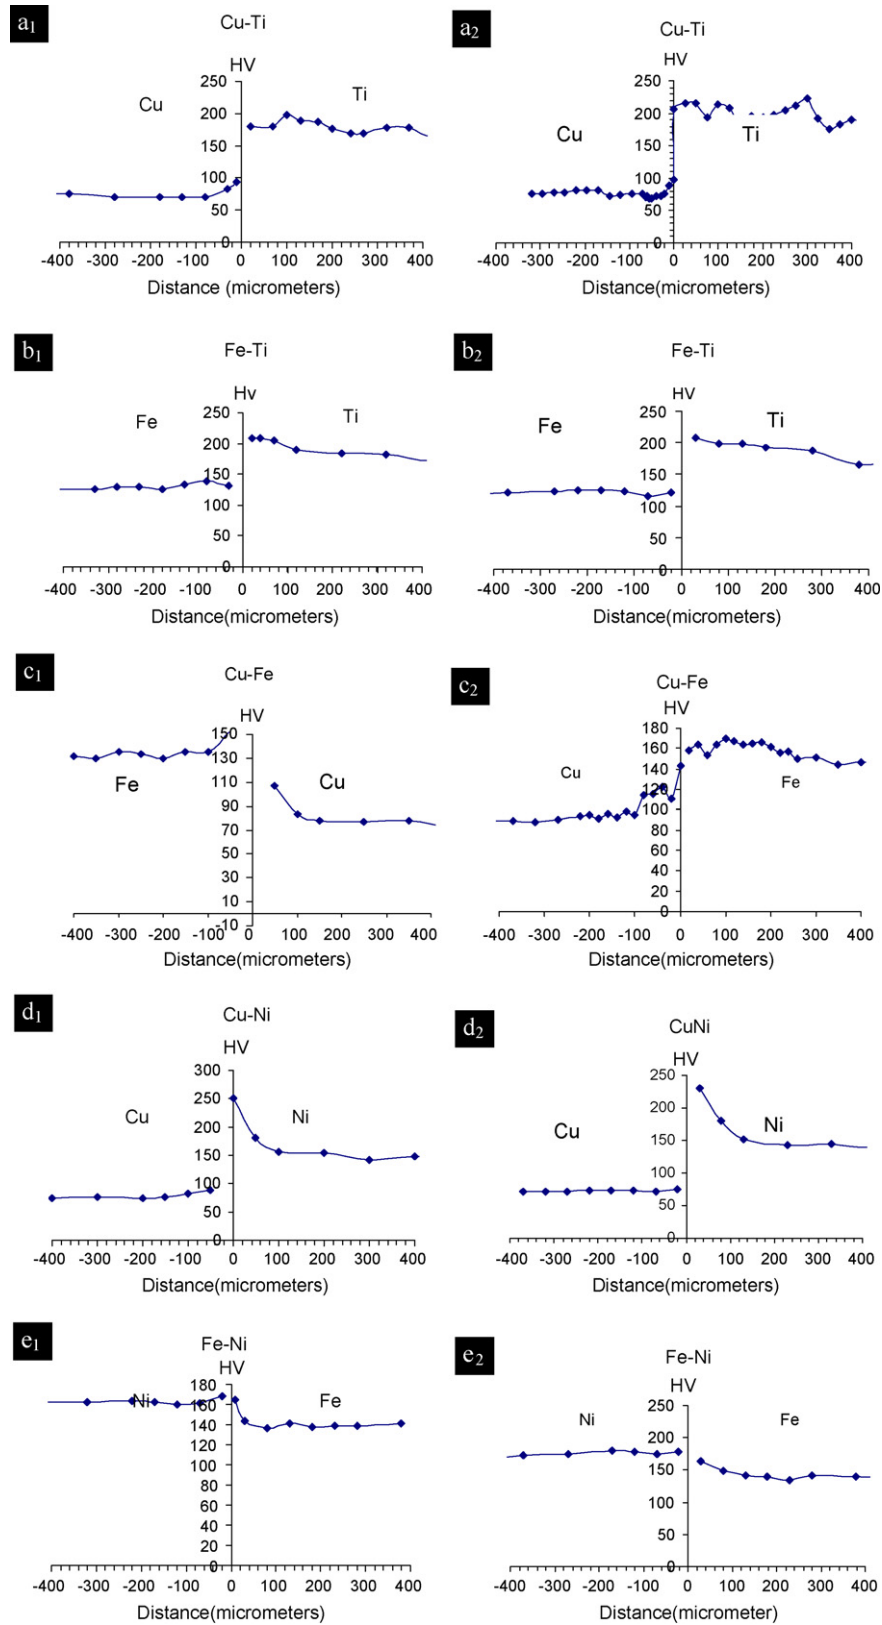 a1
Cu-Ti
HV
250
200
150
100
50
0
Cu
Ti
-400 -300 -200 -100 0 100 200 300 400
Distance (micrometers)
a2
Cu-Ti
HV
250
200
150
100
50
0
Cu
Ti
-400 -300 -200 -100 0 100 200 300 400
Distance (micrometers)
b1
Fe-Ti
Hv
250
200
150
100
50
0
Fe
Ti
-400 -300 -200 -100 0 100 200 300 400
Distance(micrometers)
b2
Fe-Ti
HV
250
200
150
100
50
0
Fe
Ti
-400 -300 -200 -100 0 100 200 300 400
Distance(micrometers)
c1
Cu-Fe
HV
150
130
110
90
70
50
30
10
-10
Fe
Cu
-400 -300 -200 -100 0 100 200 300 400
Distance(micrometers)
c2
Cu-Fe
HV
180
160
140
120
100
80
60
40
20
0
Cu
Fe
-400 -300 -200 -100 0 100 200 300 400
Distance(micrometers)
d1
Cu-Ni
HV
300
250
200
150
100
50
0
Cu
Ni
-400 -300 -200 -100 0 100 200 300 400
Distance(micrometers)
d2
CuNi
HV
250
200
150
100
50
0
Cu
Ni
-400 -300 -200 -100 0 100 200 300 400
Distance(micrometers)
e1
Fe-Ni
HV
180
160
140
120
100
80
60
40
20
0
Ni
Fe
-400 -300 -200 -100 0 100 200 300 400
Distance(micrometers)
e2
Fe-Ni
HV
250
200
150
100
50
0
Ni
Fe
-400 -300 -200 -100 0 100 200 300 400
Distance(micrometer)